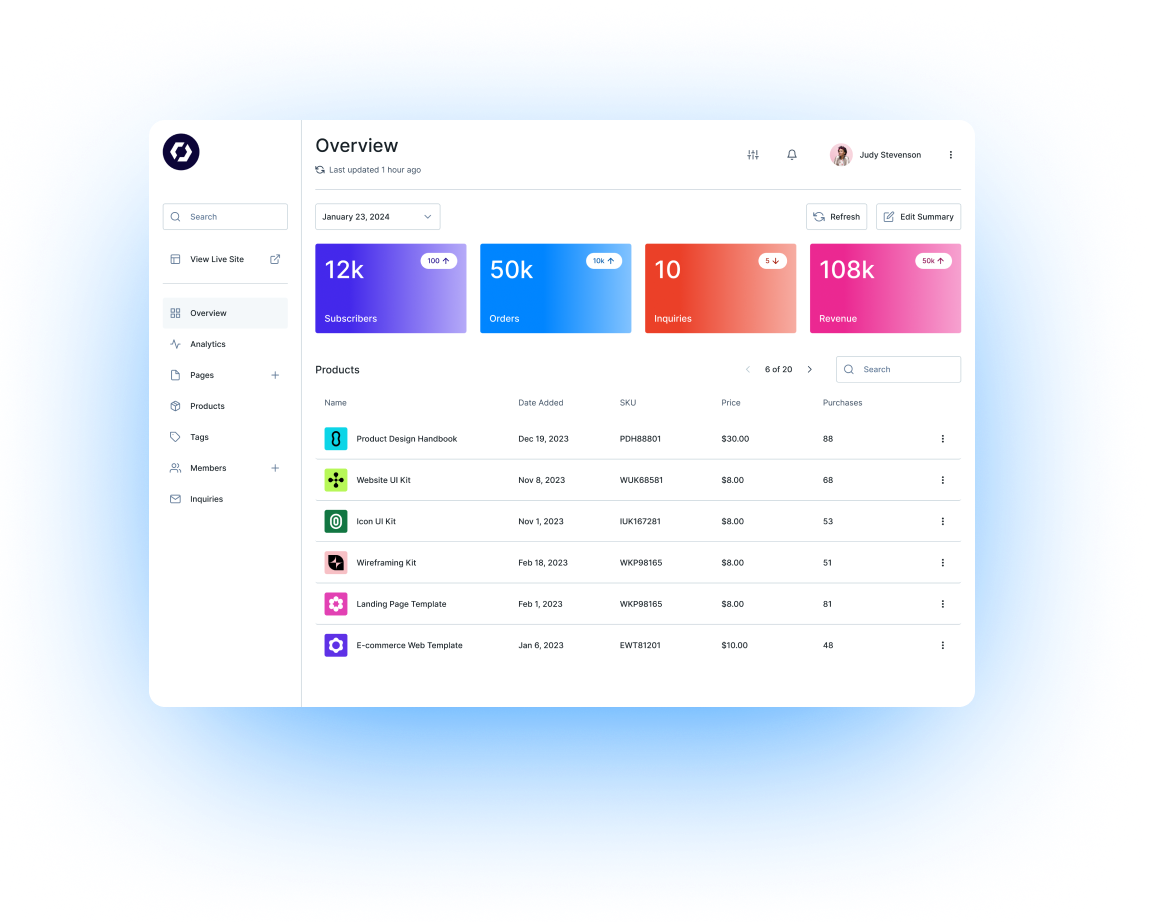 Overview
Last updated 1 hour ago
Judy Stevenson
Search
View Live Site
Overview
Analytics
Pages
Products
Tags
Members
Inquiries
January 23, 2024
Refresh
Edit Summary
12k
100
Subscribers
50k
10k
Orders
10
5
Inquiries
108k
50k
Revenue
Products
6 of 20
Search
Name Date Added SKU Price Purchases
Product Design Handbook Dec 19, 2023 PDH88801 $30.00 88
Website UI Kit Nov 8, 2023 WUK68581 $8.00 68
Icon UI Kit Nov 1, 2023 IUK167281 $8.00 53
Wireframing Kit Feb 18, 2023 WKP98165 $8.00 51
Landing Page Template Feb 1, 2023 WKP98165 $8.00 81
E-commerce Web Template Jan 6, 2023 EWT81201 $10.00 48